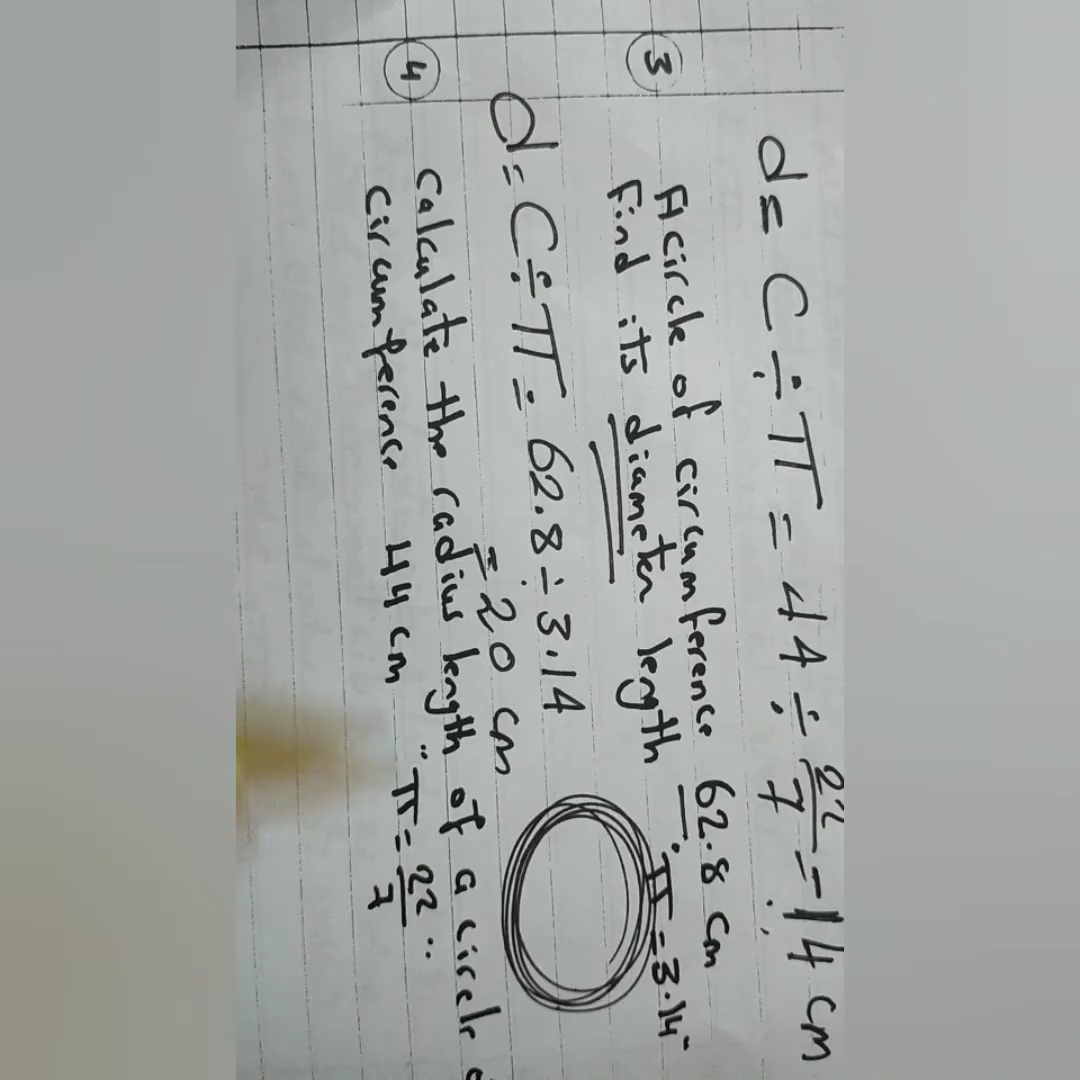 d = C ÷ π = 44 ÷ 22/7 = 14 cm
3 A circle of circumference 62.8 cm
Find its diameter length "π = 3.14"
d = C ÷ π = 62.8 ÷ 3.14
= 20 cm
4 Calculate the radius length of a circle
Circumference 44 cm "π = 22/7"